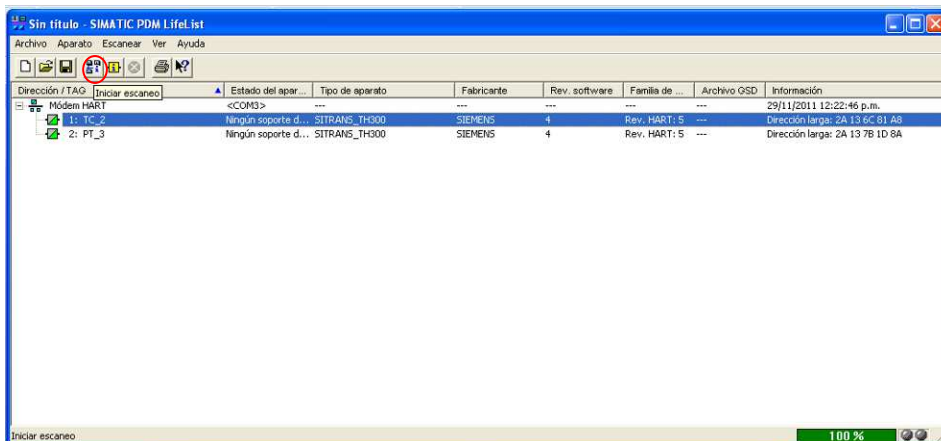 Sin título - SIMATIC PDM LifeList
Archivo Aparato Escanear Ver Ayuda
Dirección / TAG Estado del apar... Tipo de aparato Fabricante Rev. software Familia de ... Archivo GSD Información
Iniciar escaneo
Módem HART <COM3> --- --- --- --- --- 29/11/2011 12:22:46 p.m.
1: TC_2 Ningún soporte d... SITRANS_TH300 SIEMENS 4 Rev. HART: 5 --- Dirección larga: 2A 13 6C 81 A8
2: PT_3 Ningún soporte d... SITRANS_TH300 SIEMENS 4 Rev. HART: 5 --- Dirección larga: 2A 13 7B 1D 8A
Iniciar escaneo 100 %